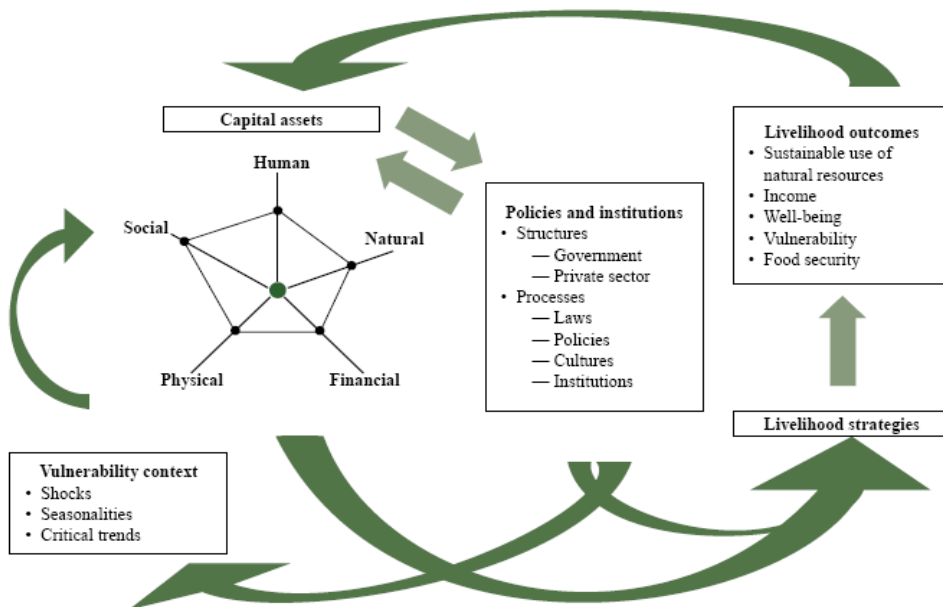 Capital assets
Human
Social
Natural
Physical
Financial
Policies and institutions
• Structures
— Government
— Private sector
• Processes
— Laws
— Policies
— Cultures
— Institutions
Livelihood outcomes
• Sustainable use of
natural resources
• Income
• Well-being
• Vulnerability
• Food security
Livelihood strategies
Vulnerability context
• Shocks
• Seasonalities
• Critical trends